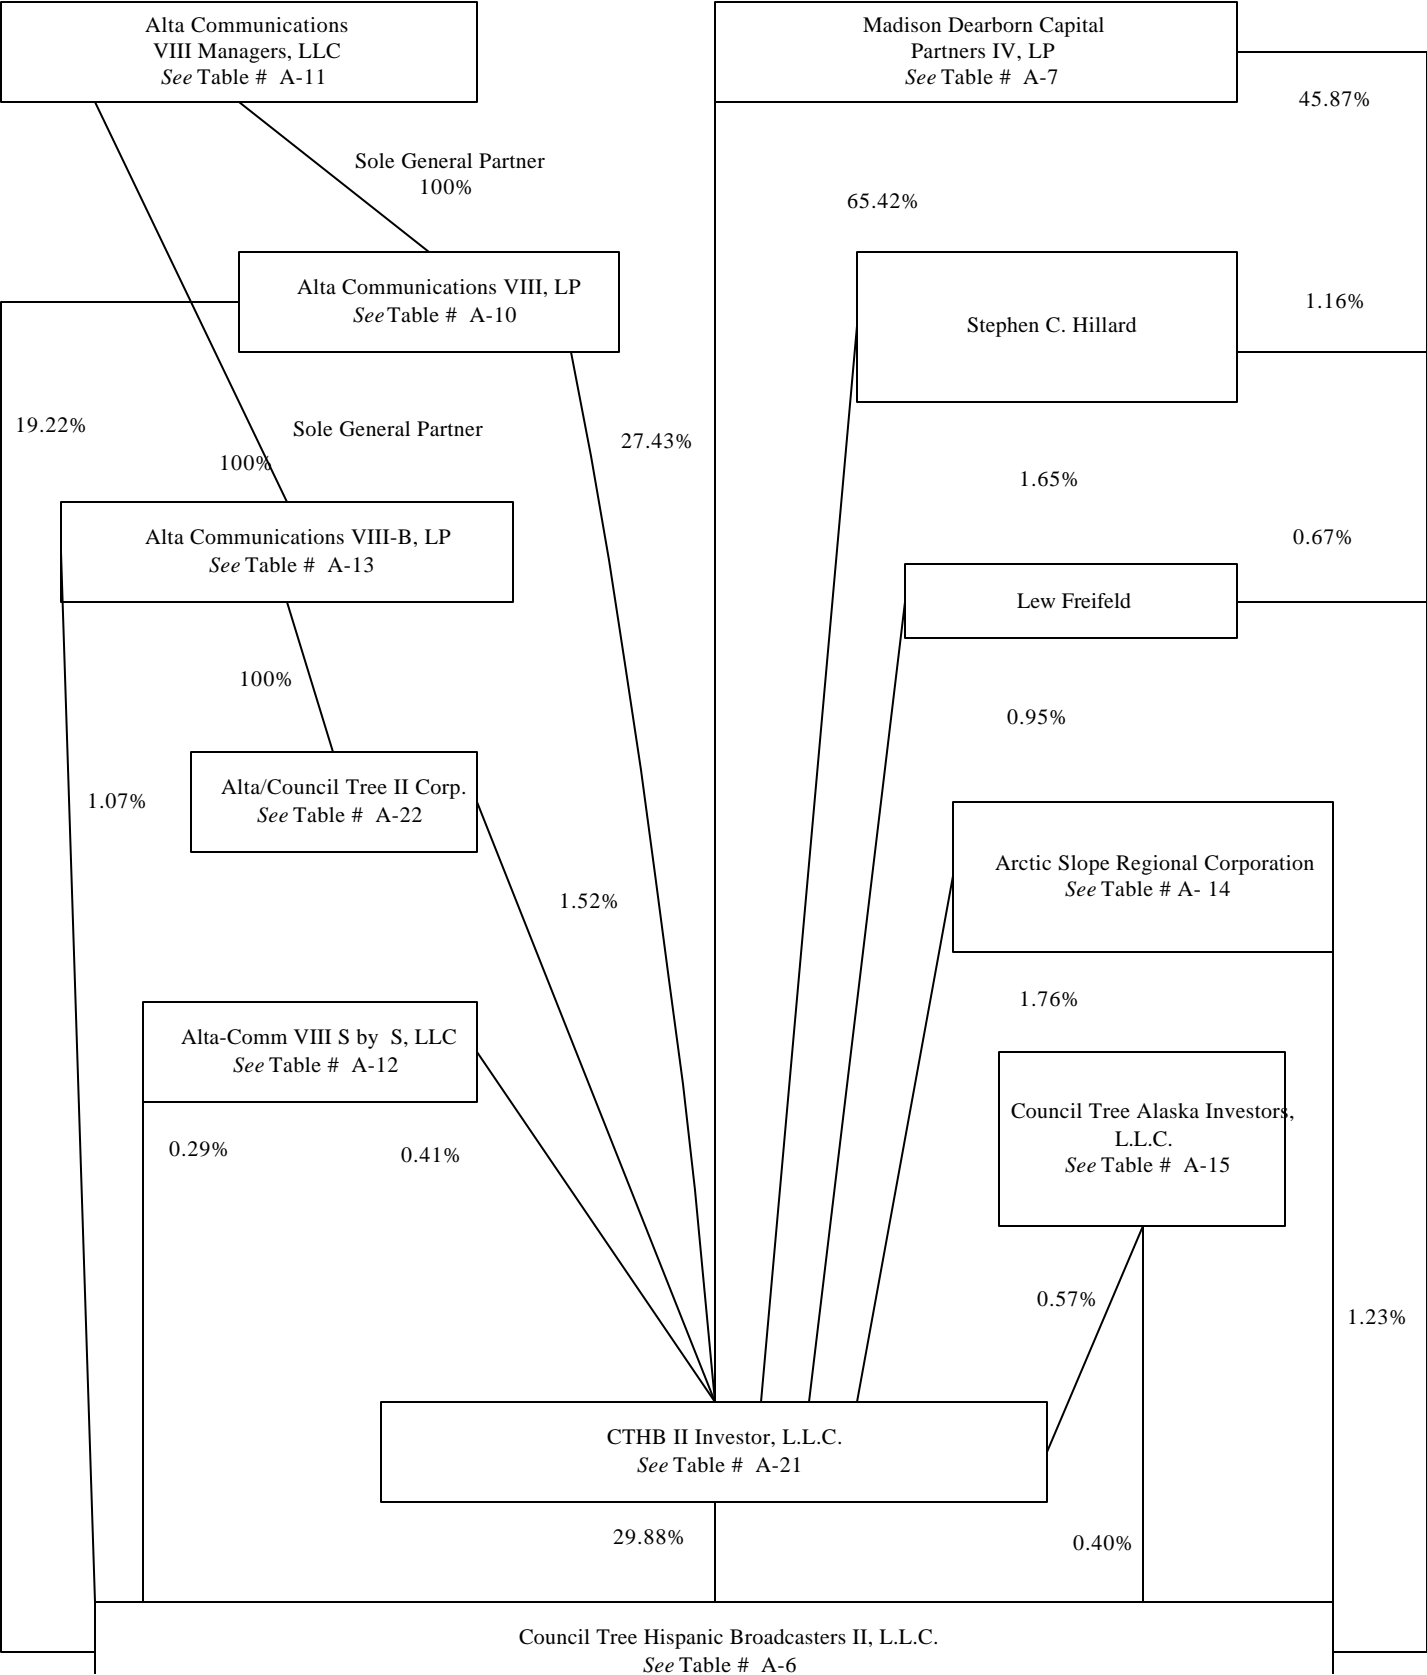 Alta Communications
VIII Managers, LLC
See Table #  A-11
Madison Dearborn Capital
Partners IV, LP
See Table #  A-7
45.87%
Sole General Partner
100%
65.42%
Alta Communications VIII, LP
See Table #  A-10
Stephen C. Hillard
1.16%
19.22%
Sole General Partner
100%
27.43%
1.65%
0.67%
Alta Communications VIII-B, LP
See Table #  A-13
Lew Freifeld
100%
0.95%
Alta/Council Tree II Corp.
See Table #  A-22
1.07%
1.52%
Arctic Slope Regional Corporation
See Table # A- 14
1.76%
Alta-Comm VIII S by  S, LLC
See Table #  A-12
0.29%
0.41%
Council Tree Alaska Investors,
L.L.C.
See Table #  A-15
0.57%
1.23%
CTHB II Investor, L.L.C.
See Table #  A-21
29.88%
0.40%
Council Tree Hispanic Broadcasters II, L.L.C.
See Table #  A-6